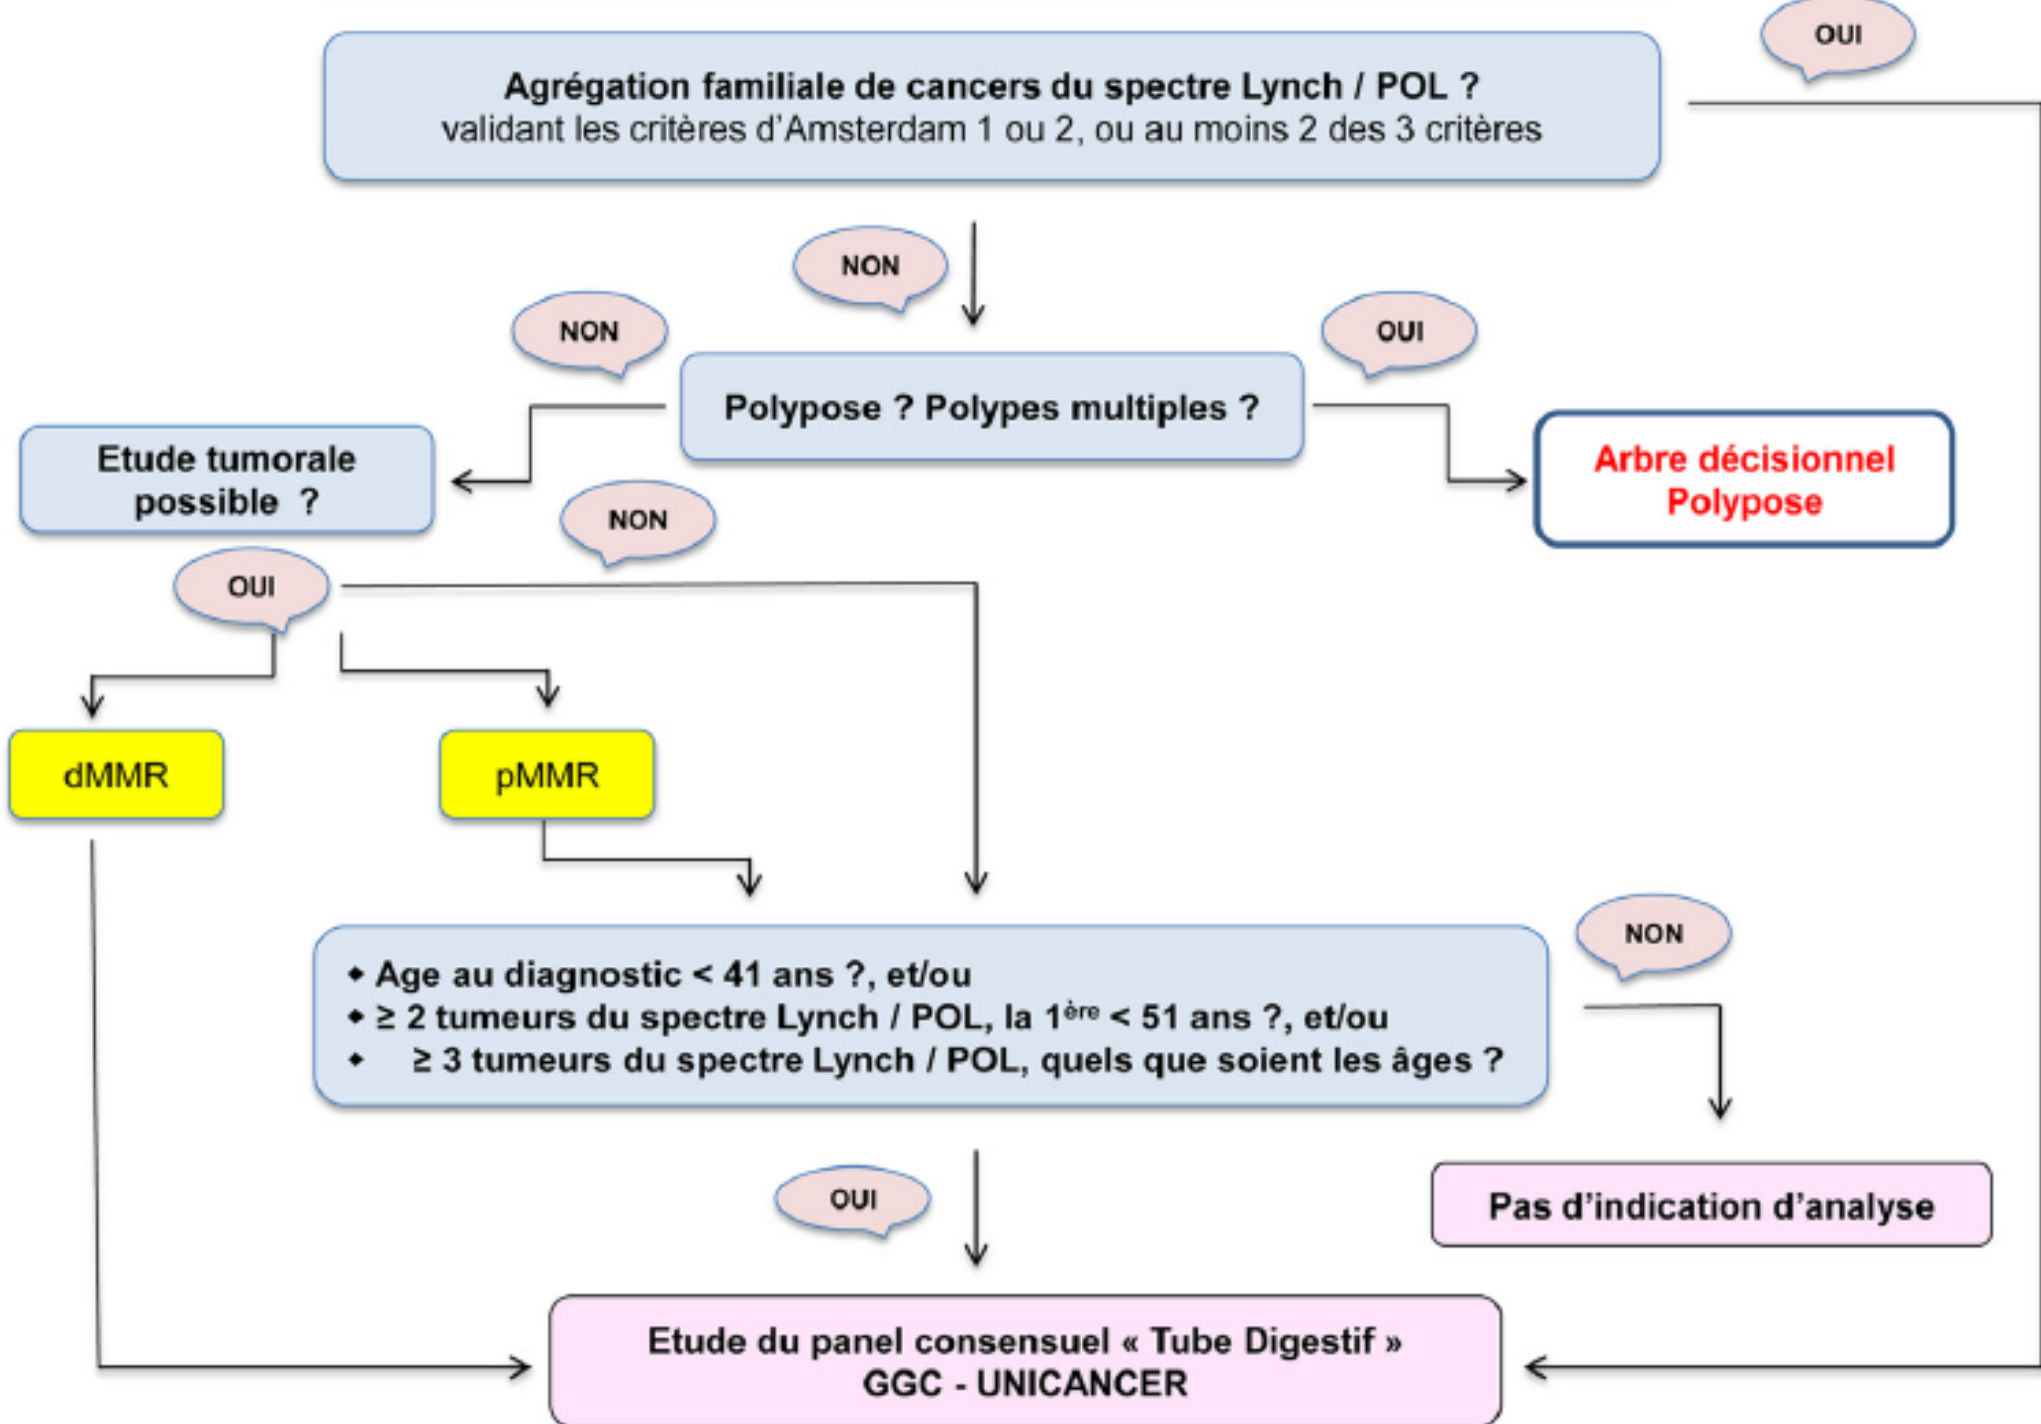 OUI
Agrégation familiale de cancers du spectre Lynch / POL ?
validant les critères d'Amsterdam 1 ou 2, ou au moins 2 des 3 critères
NON
NON
OUI
Polypose ? Polypes multiples ?
Etude tumorale
possible ?
Arbre décisionnel
Polypose
NON
OUI
dMMR
pMMR
NON
◆ Age au diagnostic < 41 ans ?, et/ou
◆ ≥ 2 tumeurs du spectre Lynch / POL, la 1ère < 51 ans ?, et/ou
◆ ≥ 3 tumeurs du spectre Lynch / POL, quels que soient les âges ?
OUI
Pas d'indication d'analyse
Etude du panel consensuel « Tube Digestif »
GGC - UNICANCER